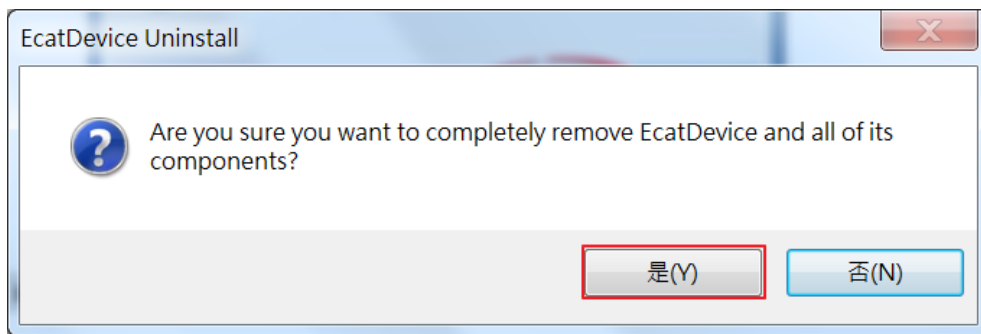 EcatDevice Uninstall
Are you sure you want to completely remove EcatDevice and all of its
components?
是(Y)
否(N)